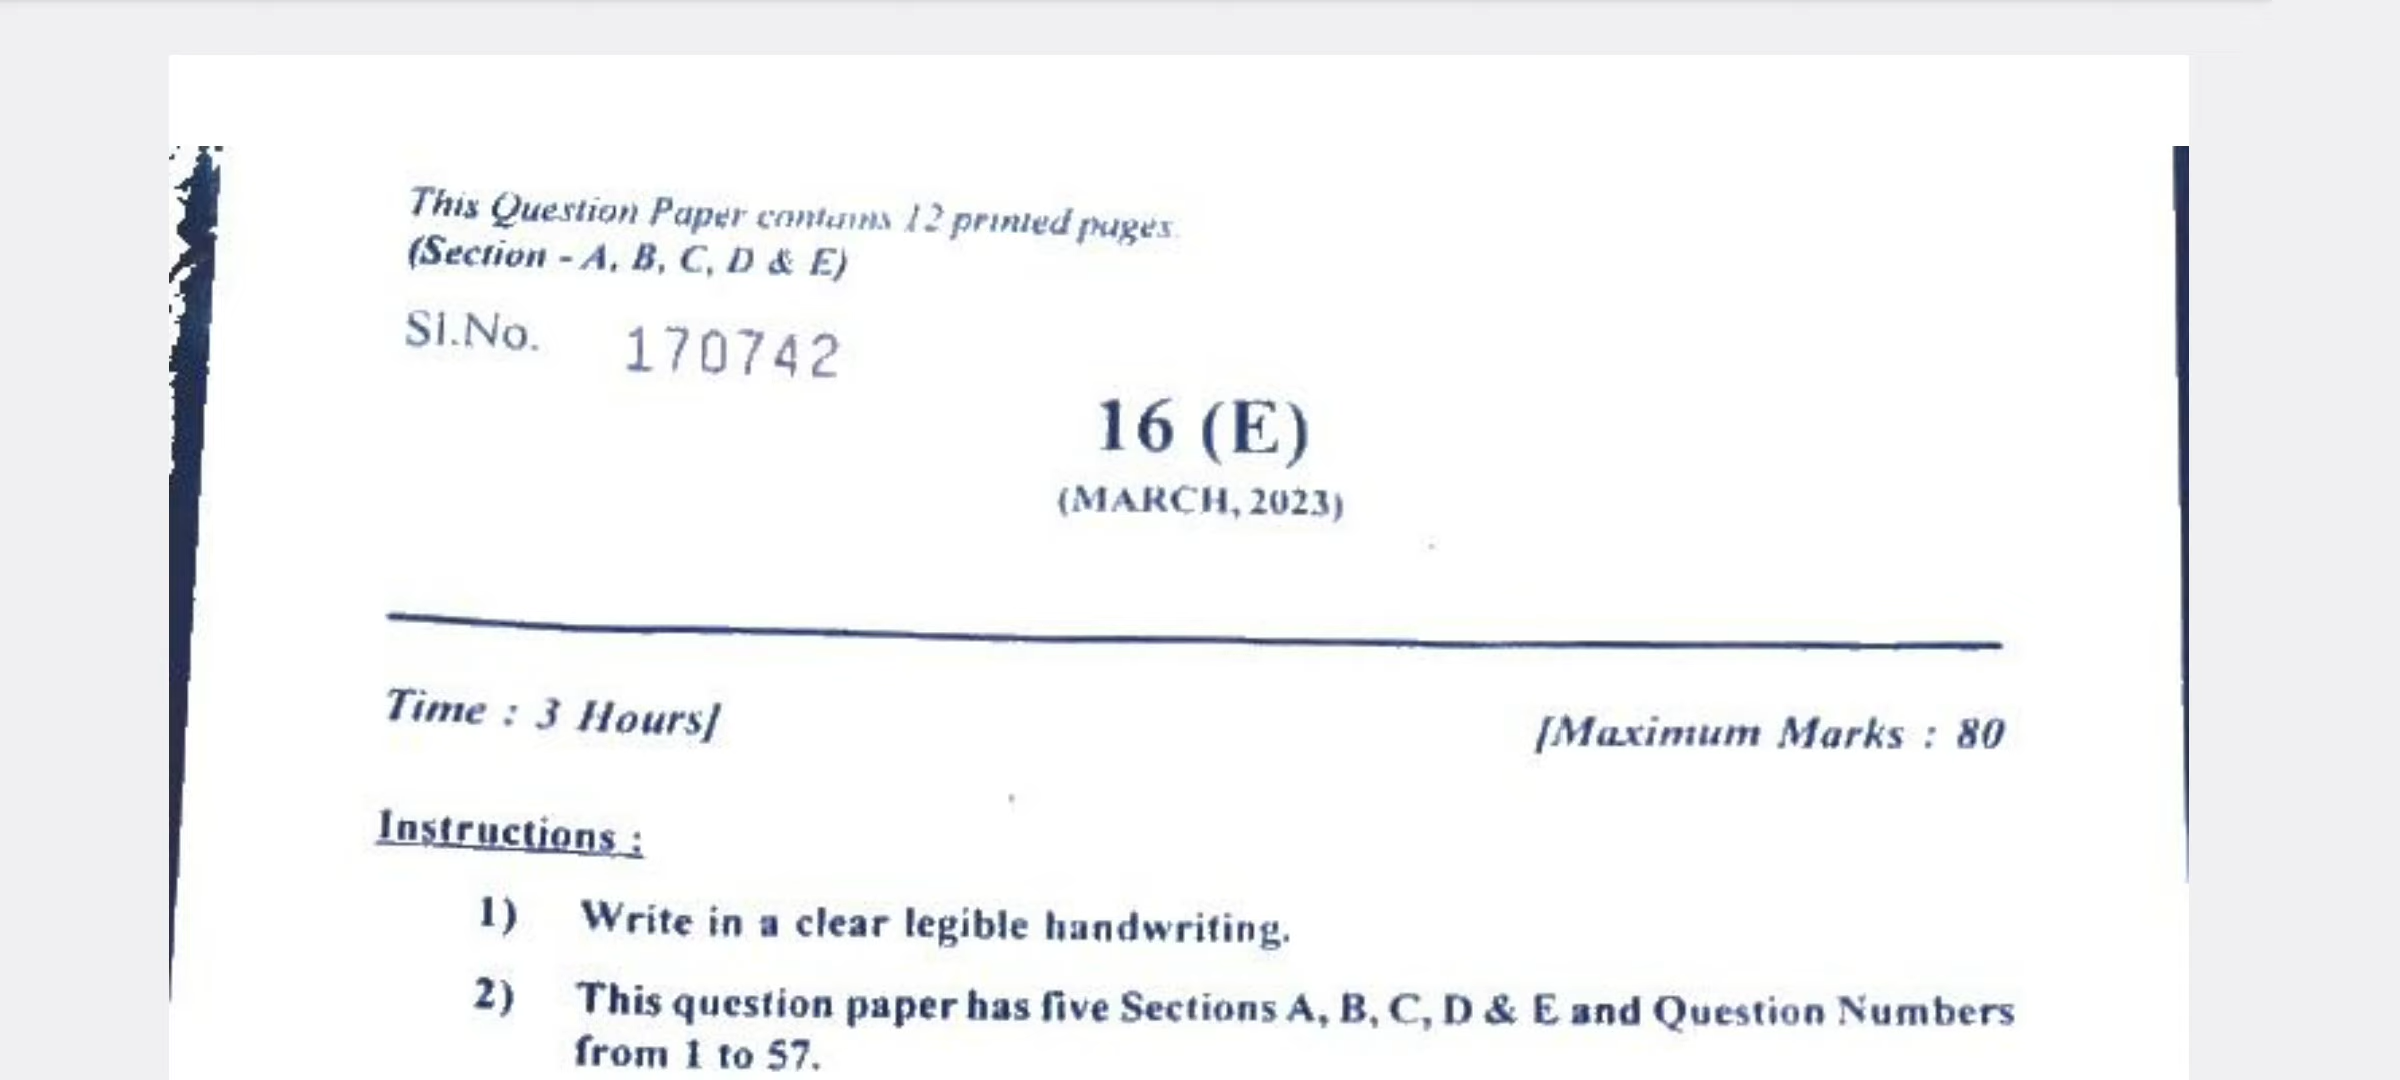 This Question Paper contains 12 printed pages.
(Section - A, B, C, D & E)
Sl.No. 170742
16 (E)
(MARCH, 2023)
Time : 3 Hours]
[Maximum Marks : 80
Instructions :
1) Write in a clear legible handwriting.
2) This question paper has five Sections A, B, C, D & E and Question Numbers
from 1 to 57.